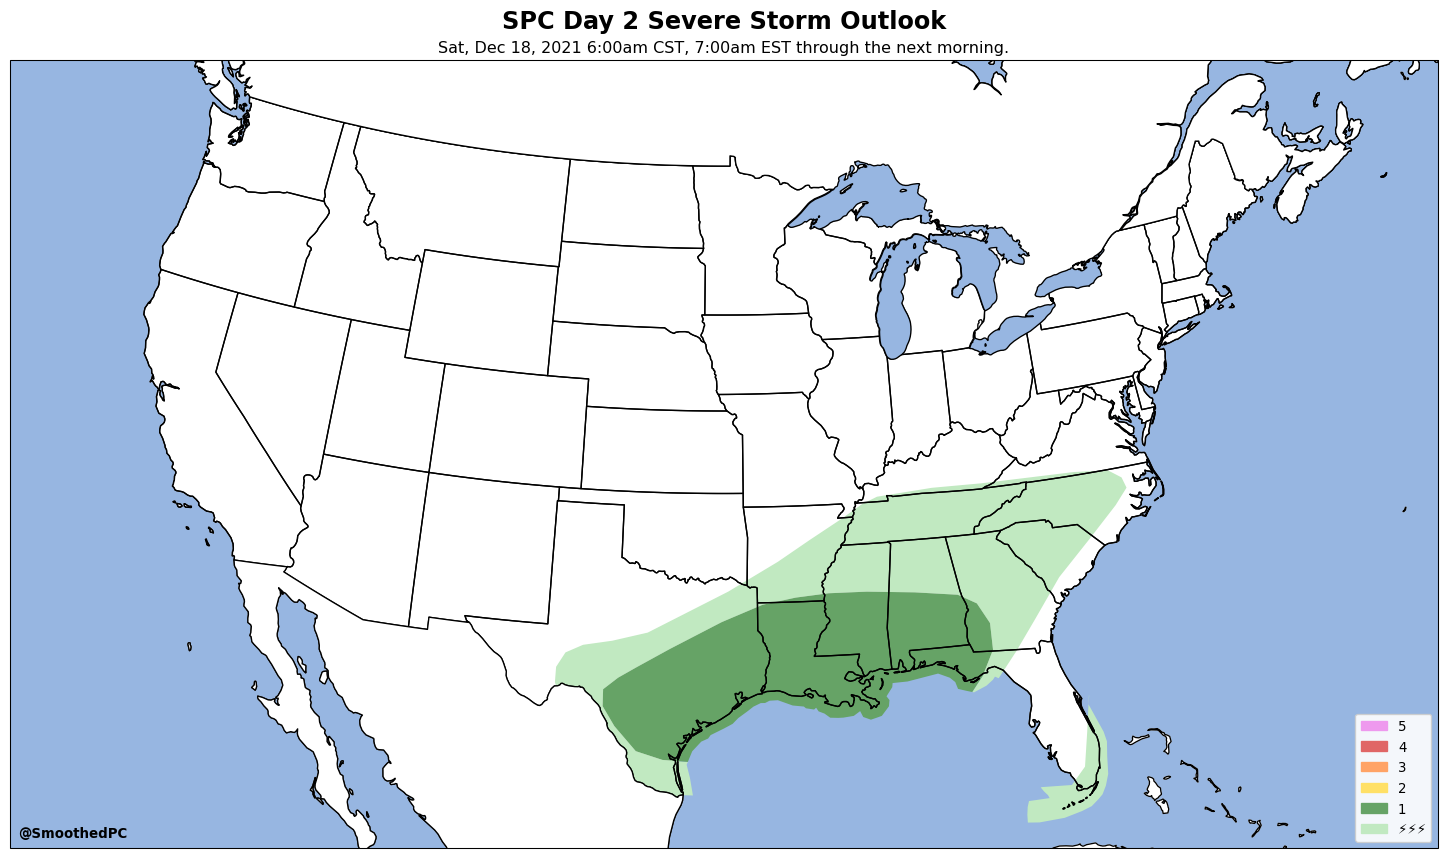 SPC Day 2 Severe Storm Outlook
Sat, Dec 18, 2021 6:00am CST, 7:00am EST through the next morning.
5
4
3
2
1
⚡⚡⚡
@SmoothedPC